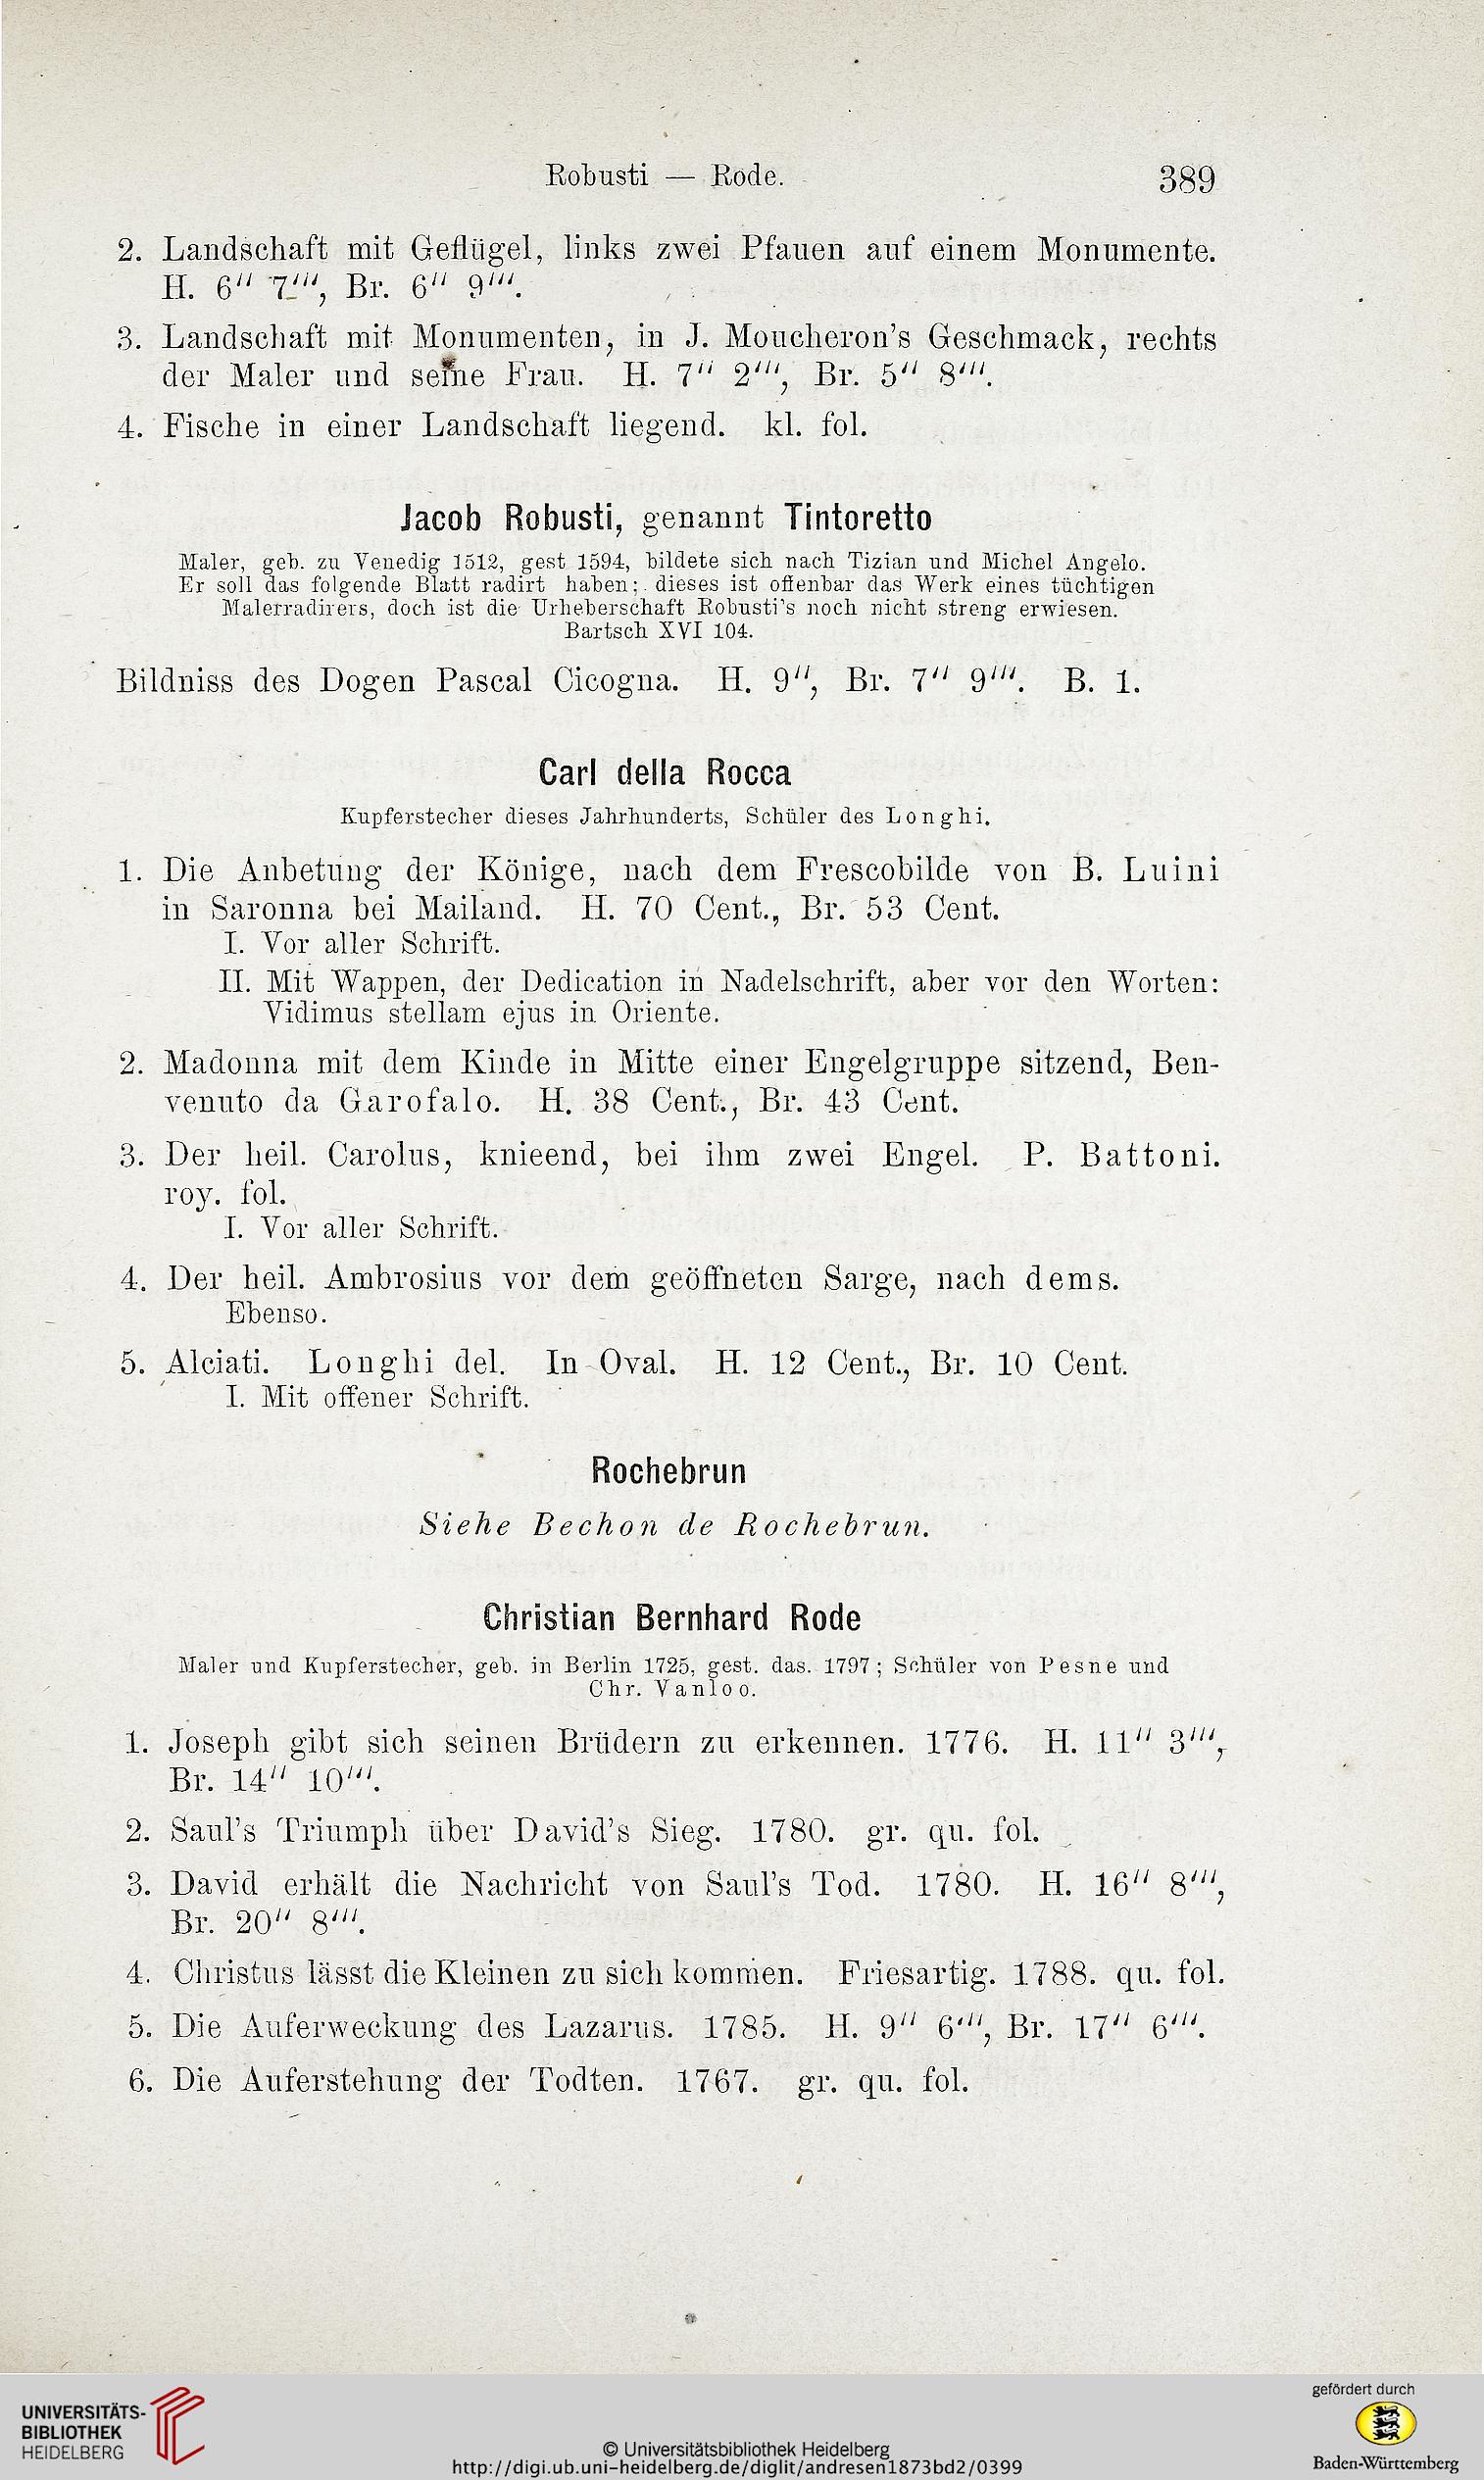 Robusti — Rode.
389
2. Landschaft mit Geflügel, links zwei Pfauen auf einem Monumente.
H. 6″ 7‴, Br. 6″ 9‴.
3. Landschaft mit Monumenten, in J. Moucheron's Geschmack, rechts
der Maler und seine Frau. H. 7″ 2‴, Br. 5″ 8‴.
4. Fische in einer Landschaft liegend. kl. fol.
Jacob Robusti, genannt Tintoretto
Maler, geb. zu Venedig 1512, gest 1594, bildete sich nach Tizian und Michel Angelo.
Er soll das folgende Blatt radirt haben; dieses ist offenbar das Werk eines tüchtigen
Malerradirers, doch ist die Urheberschaft Robusti's noch nicht streng erwiesen.
Bartsch XVI 104.
Bildniss des Dogen Pascal Cicogna. H. 9″, Br. 7″ 9‴. B. 1.
Carl della Rocca
Kupferstecher dieses Jahrhunderts, Schüler des Longhi.
1. Die Anbetung der Könige, nach dem Frescobilde von B. Luini
in Saronna bei Mailand. H. 70 Cent., Br. 53 Cent.
I. Vor aller Schrift.
II. Mit Wappen, der Dedication in Nadelschrift, aber vor den Worten:
Vidimus stellam ejus in Oriente.
2. Madonna mit dem Kinde in Mitte einer Engelgruppe sitzend, Ben-
venuto da Garofalo. H. 38 Cent., Br. 43 Cent.
3. Der heil. Carolus, knieend, bei ihm zwei Engel. P. Battoni.
roy. fol.
I. Vor aller Schrift.
4. Der heil. Ambrosius vor dem geöffneten Sarge, nach dems.
Ebenso.
5. Alciati. Longhi del. In Oval. H. 12 Cent., Br. 10 Cent.
I. Mit offener Schrift.
Rochebrun
Siehe Bechon de Rochebrun.
Christian Bernhard Rode
Maler und Kupferstecher, geb. in Berlin 1725, gest. das. 1797; Schüler von Pesne und
Chr. Vanloo.
1. Joseph gibt sich seinen Brüdern zu erkennen. 1776. H. 11″ 3‴,
Br. 14″ 10‴.
2. Saul's Triumph über David's Sieg. 1780. gr. qu. fol.
3. David erhält die Nachricht von Saul's Tod. 1780. H. 16″ 8‴,
Br. 20″ 8‴.
4. Christus lässt die Kleinen zu sich kommen. Friesartig. 1788. qu. fol.
5. Die Auferweckung des Lazarus. 1785. H. 9″ 6‴, Br. 17″ 6‴.
6. Die Auferstehung der Todten. 1767. gr. qu. fol.
UNIVERSITÄTS-
BIBLIOTHEK
HEIDELBERG
© Universitätsbibliothek Heidelberg
http://digi.ub.uni-heidelberg.de/diglit/andresen1873bd2/0399
gefördert durch
Baden-Württemberg